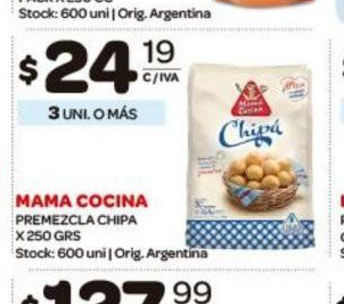 Stock: 600 uni | Orig. Argentina
$24 19
C/IVA
3 UNI. O MÁS
Mamá
Cocina
Chipá
MAMA COCINA
PREMEZCLA CHIPA
X 250 GRS
Stock: 600 uni | Orig. Argentina
99